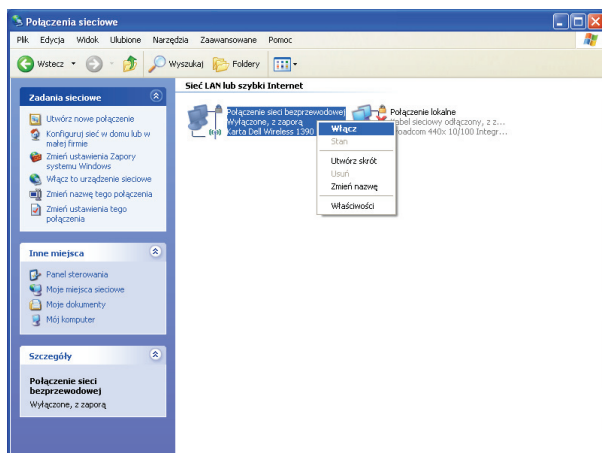 Połączenia sieciowe
Plik Edycja Widok Ulubione Narzędzia Zaawansowane Pomoc
Wstecz Wyszukaj Foldery
Zadania sieciowe
Utwórz nowe połączenie
Konfiguruj sieć w domu lub w
małej firmie
Zmień ustawienia Zapory
systemu Windows
Włącz to urządzenie sieciowe
Zmień nazwę tego połączenia
Zmień ustawienia tego
połączenia
Inne miejsca
Panel sterowania
Moje miejsca sieciowe
Moje dokumenty
Mój komputer
Szczegóły
Połączenie sieci
bezprzewodowej
Wyłączone, z zaporą
Sieć LAN lub szybki Internet
Połączenie sieci bezprzewodowej
Wyłączone, z zaporą
Karta Dell Wireless 1390
Połączenie lokalne
sieciowy odłączony, z z...
440x 10/100 Integr...
Włącz
Stan
Utwórz skrót
Usuń
Zmień nazwę
Właściwości